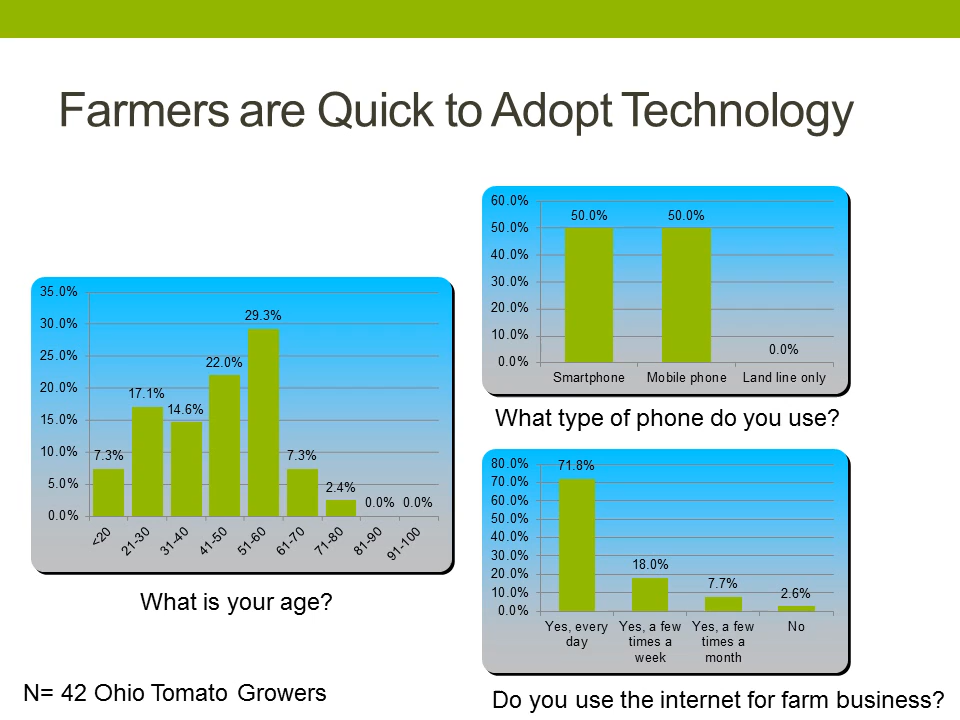 Farmers are Quick to Adopt Technology
35.0%
30.0%
25.0%
20.0%
15.0%
10.0%
5.0%
0.0%
7.3%
17.1%
14.6%
22.0%
29.3%
7.3%
2.4%
0.0%
0.0%
<20
21-30
31-40
41-50
51-60
61-70
71-80
81-90
91-100
What is your age?
N= 42 Ohio Tomato Growers
60.0%
50.0%
40.0%
30.0%
20.0%
10.0%
0.0%
50.0%
50.0%
0.0%
Smartphone
Mobile phone
Land line only
What type of phone do you use?
80.0%
70.0%
60.0%
50.0%
40.0%
30.0%
20.0%
10.0%
0.0%
71.8%
18.0%
7.7%
2.6%
Yes, every
day
Yes, a few
times a
week
Yes, a few
times a
month
No
Do you use the internet for farm business?